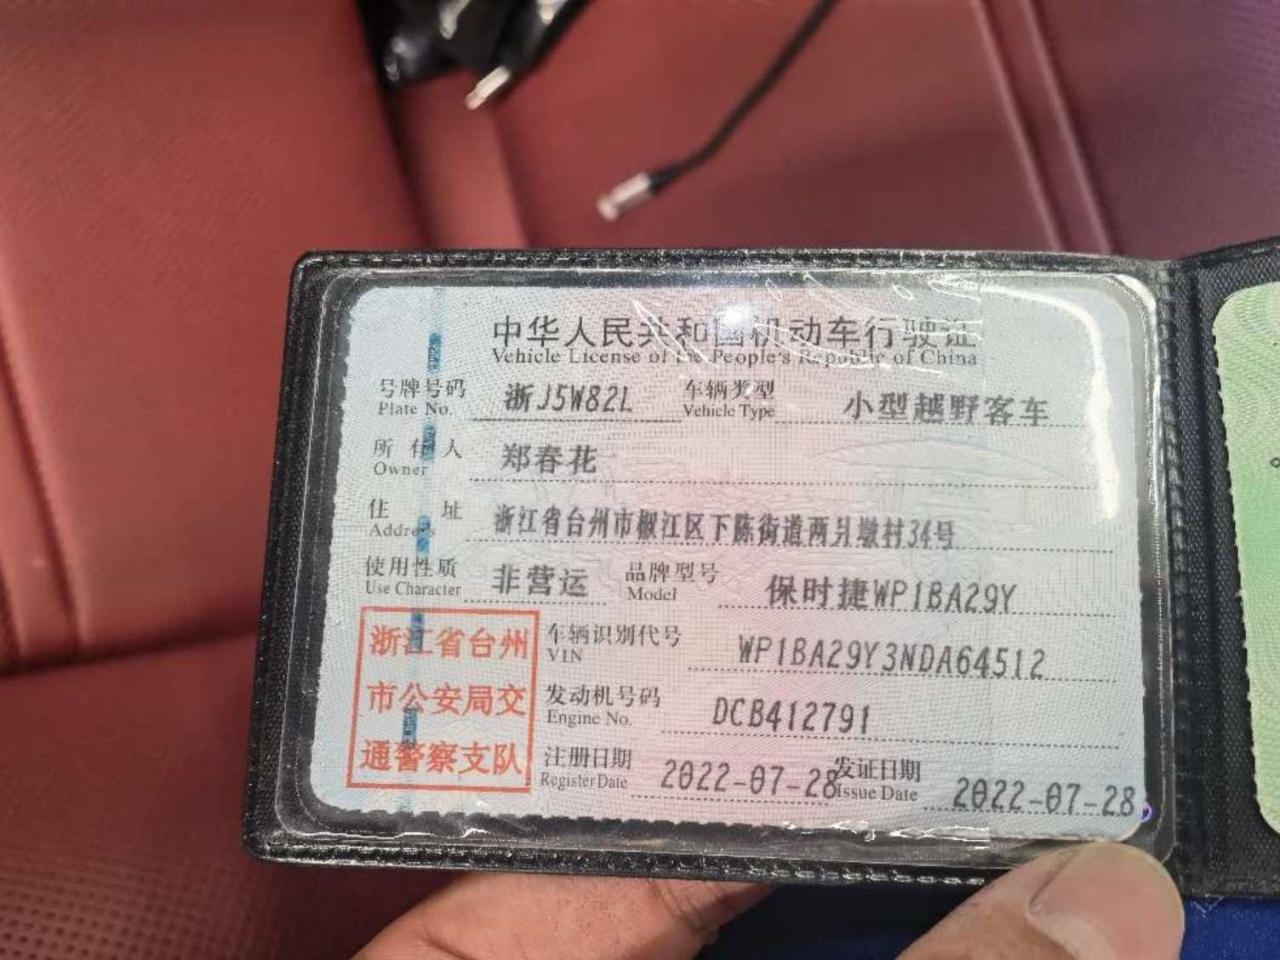 中华人民共和国机动车行驶证
Vehicle License of the People's Republic of China
号牌号码 浙J5W82L 车辆类型 小型越野客车
Plate No. Vehicle Type
所有人 郑春花
Owner
住址 浙江省台州市椒江区下陈街道两爿墩村34号
Address
使用性质 非营运 品牌型号 保时捷WP1BA29Y
Use Character Model
浙江省台州
市公安局交
通警察支队
车辆识别代号 WP1BA29Y3NDA64512
VIN
发动机号码 DCB412791
Engine No.
注册日期 2022-07-28 发证日期 2022-07-28
Register Date Issue Date